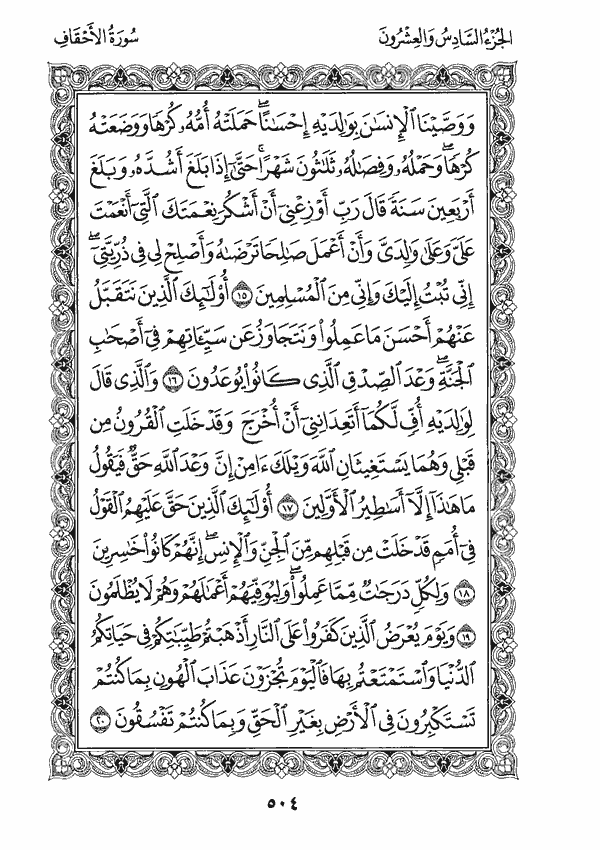 الجُزْءُ السَّادِسُ وَالعِشْرُونَ
سُورَةُ الأَحْقَافِ
وَوَصَّيْنَا ٱلْإِنسَٰنَ بِوَٰلِدَيْهِ إِحْسَٰنًا ۖ حَمَلَتْهُ أُمُّهُۥ كُرْهًا وَوَضَعَتْهُ
كُرْهًا ۖ وَحَمْلُهُۥ وَفِصَٰلُهُۥ ثَلَٰثُونَ شَهْرًا ۚ حَتَّىٰٓ إِذَا بَلَغَ أَشُدَّهُۥ وَبَلَغَ
أَرْبَعِينَ سَنَةً قَالَ رَبِّ أَوْزِعْنِىٓ أَنْ أَشْكُرَ نِعْمَتَكَ ٱلَّتِىٓ أَنْعَمْتَ
عَلَىَّ وَعَلَىٰ وَٰلِدَىَّ وَأَنْ أَعْمَلَ صَٰلِحًا تَرْضَىٰهُ وَأَصْلِحْ لِى فِى ذُرِّيَّتِىٓ ۖ
إِنِّى تُبْتُ إِلَيْكَ وَإِنِّى مِنَ ٱلْمُسْلِمِينَ ١٥ أُو۟لَٰٓئِكَ ٱلَّذِينَ نَتَقَبَّلُ
عَنْهُمْ أَحْسَنَ مَا عَمِلُوا۟ وَنَتَجَاوَزُ عَن سَيِّـَٔاتِهِمْ فِىٓ أَصْحَٰبِ
ٱلْجَنَّةِ ۖ وَعْدَ ٱلصِّدْقِ ٱلَّذِى كَانُوا۟ يُوعَدُونَ ١٦ وَٱلَّذِى قَالَ
لِوَٰلِدَيْهِ أُفٍّ لَّكُمَآ أَتَعِدَانِنِىٓ أَنْ أُخْرَجَ وَقَدْ خَلَتِ ٱلْقُرُونُ مِن
قَبْلِى وَهُمَا يَسْتَغِيثَانِ ٱللَّهَ وَيْلَكَ ءَامِنْ إِنَّ وَعْدَ ٱللَّهِ حَقٌّ فَيَقُولُ
مَا هَٰذَآ إِلَّآ أَسَٰطِيرُ ٱلْأَوَّلِينَ ١٧ أُو۟لَٰٓئِكَ ٱلَّذِينَ حَقَّ عَلَيْهِمُ ٱلْقَوْلُ
فِىٓ أُمَمٍ قَدْ خَلَتْ مِن قَبْلِهِم مِّنَ ٱلْجِنِّ وَٱلْإِنسِ ۖ إِنَّهُمْ كَانُوا۟ خَٰسِرِينَ
١٨ وَلِكُلٍّ دَرَجَٰتٌ مِّمَّا عَمِلُوا۟ ۖ وَلِيُوَفِّيَهُمْ أَعْمَٰلَهُمْ وَهُمْ لَا يُظْلَمُونَ
١٩ وَيَوْمَ يُعْرَضُ ٱلَّذِينَ كَفَرُوا۟ عَلَى ٱلنَّارِ أَذْهَبْتُمْ طَيِّبَٰتِكُمْ فِى حَيَاتِكُمُ
ٱلدُّنْيَا وَٱسْتَمْتَعْتُم بِهَا فَٱلْيَوْمَ تُجْزَوْنَ عَذَابَ ٱلْهُونِ بِمَا كُنتُمْ
تَسْتَكْبِرُونَ فِى ٱلْأَرْضِ بِغَيْرِ ٱلْحَقِّ وَبِمَا كُنتُمْ تَفْسُقُونَ ٢٠
٥٠٤